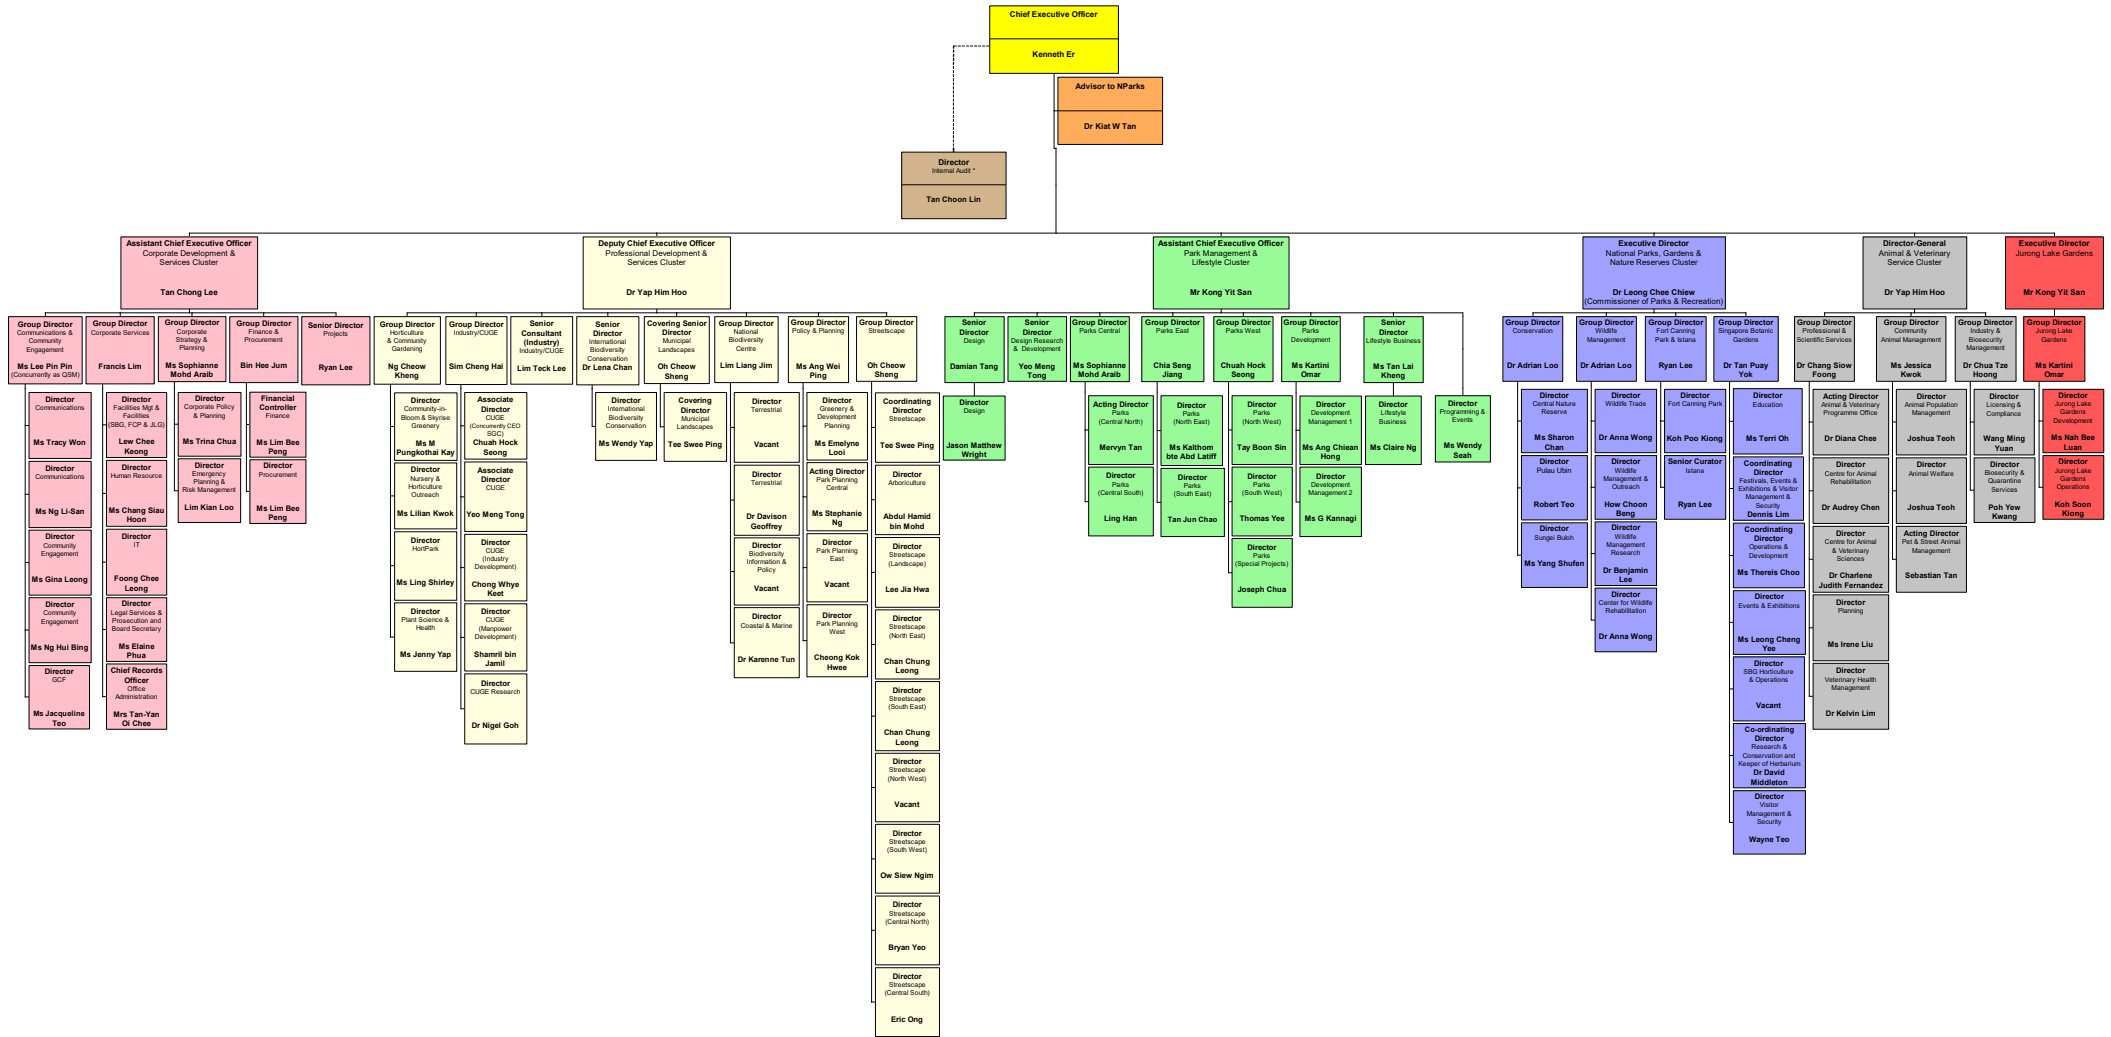 Chief Executive Officer
Kenneth Er
Advisor to NParks
Dr Kiat W Tan
Director
Internal Audit *
Tan Choon Lin
Assistant Chief Executive Officer
Corporate Development &
Services Cluster
Tan Chong Lee
Deputy Chief Executive Officer
Professional Development &
Services Cluster
Dr Yap Him Hoo
Assistant Chief Executive Officer
Park Management &
Lifestyle Cluster
Mr Kong Yit San
Executive Director
National Parks, Gardens &
Nature Reserves Cluster
Dr Leong Chee Chiew
(Commissioner of Parks & Recreation)
Director-General
Animal & Veterinary
Service Cluster
Dr Yap Him Hoo
Executive Director
Jurong Lake Gardens
Mr Kong Yit San
Group Director
Communications &
Community
Engagement
Ms Lee Pin Pin
(Concurrently as QSM)
Group Director
Corporate Services
Francis Lim
Group Director
Corporate
Strategy &
Planning
Ms Sophianne
Mohd Araib
Group Director
Finance &
Procurement
Bin Hee Jum
Senior Director
Projects
Ryan Lee
Group Director
Horticulture
& Community
Gardening
Ng Cheow
Kheng
Group Director
Industry/CUGE
Sim Cheng Hai
Senior
Consultant
(Industry)
Industry/CUGE
Lim Teck Lee
Senior
Director
International
Biodiversity
Conservation
Dr Lena Chan
Covering Senior
Director
Municipal
Landscapes
Oh Cheow
Sheng
Group Director
National
Biodiversity
Centre
Lim Liang Jim
Group Director
Policy & Planning
Ms Ang Wei
Ping
Group Director
Streetscape
Oh Cheow
Sheng
Senior
Director
Design
Damian Tang
Senior
Director
Design Research
& Development
Yeo Meng
Tong
Group Director
Parks Central
Ms Sophianne
Mohd Araib
Group Director
Parks East
Chia Seng
Jiang
Group Director
Parks West
Chuah Hock
Seong
Group Director
Parks
Development
Ms Kartini
Omar
Senior
Director
Lifestyle Business
Ms Tan Lai
Kheng
Group Director
Conservation
Dr Adrian Loo
Group Director
Wildlife
Management
Dr Adrian Loo
Group Director
Fort Canning
Park & Istana
Ryan Lee
Group Director
Singapore Botanic
Gardens
Dr Tan Puay
Yok
Group Director
Professional &
Scientific Services
Dr Chang Siow
Foong
Group Director
Community
Animal Management
Ms Jessica
Kwok
Group Director
Industry &
Biosecurity
Management
Dr Chua Tze
Hoong
Group Director
Jurong Lake
Gardens
Ms Kartini
Omar
Director
Communications
Ms Tracy Won
Director
Communications
Ms Ng Li-San
Director
Community
Engagement
Ms Gina Leong
Director
Community
Engagement
Ms Ng Hui Bing
Director
GCF
Ms Jacqueline
Teo
Director
Facilities Mgt &
Facilities
(SBG, FCP & JLG)
Lew Chee
Keong
Director
Human Resource
Ms Chang Siau
Hoon
Director
IT
Foong Chee
Leong
Director
Legal Services &
Prosecution and
Board Secretary
Ms Elaine
Phua
Chief Records
Officer
Office
Administration
Mrs Tan-Yan
Oi Chee
Director
Corporate Policy
& Planning
Ms Trina Chua
Director
Emergency
Planning &
Risk Management
Lim Kian Loo
Financial
Controller
Finance
Ms Lim Bee
Peng
Director
Procurement
Ms Lim Bee
Peng
Director
Community-in-
Bloom & Skyrise
Greenery
Ms M
Pungkothai Kay
Director
Nursery &
Horticulture
Outreach
Ms Lilian Kwok
Director
HortPark
Ms Ling Shirley
Director
Plant Science &
Health
Ms Jenny Yap
Associate
Director
CUGE
(Concurrently CEO
SGC)
Chuah Hock
Seong
Associate
Director
CUGE
Yeo Meng Tong
Director
CUGE
(Industry
Development)
Chong Whye
Keet
Director
CUGE
(Manpower
Development)
Shamril bin
Jamil
Director
CUGE Research
Dr Nigel Goh
Director
International
Biodiversity
Conservation
Ms Wendy Yap
Covering
Director
Municipal
Landscapes
Tee Swee Ping
Director
Terrestrial
Vacant
Director
Terrestrial
Dr Davison
Geoffrey
Director
Biodiversity
Information &
Policy
Vacant
Director
Coastal & Marine
Dr Karenne Tun
Director
Greenery &
Development
Planning
Ms Emelyne
Looi
Acting Director
Park Planning
Central
Ms Stephanie
Ng
Director
Park Planning
East
Vacant
Director
Park Planning
West
Cheong Kok
Hwee
Coordinating
Director
Streetscape
Tee Swee Ping
Director
Arboriculture
Abdul Hamid
bin Mohd
Director
Streetscape
(Landscape)
Lee Jia Hwa
Director
Streetscape
(North East)
Chan Chung
Leong
Director
Streetscape
(South East)
Chan Chung
Leong
Director
Streetscape
(North West)
Vacant
Director
Streetscape
(South West)
Ow Siew Ngim
Director
Streetscape
(Central North)
Bryan Yeo
Director
Streetscape
(Central South)
Eric Ong
Director
Design
Jason Matthew
Wright
Acting Director
Parks
(Central North)
Mervyn Tan
Director
Parks
(Central South)
Ling Han
Director
Parks
(North East)
Ms Kalthom
bte Abd Latiff
Director
Parks
(South East)
Tan Jun Chao
Director
Parks
(North West)
Tay Boon Sin
Director
Parks
(South West)
Thomas Yee
Director
Parks
(Special Projects)
Joseph Chua
Director
Development
Management 1
Ms Ang Chiean
Hong
Director
Development
Management 2
Ms G Kannagi
Director
Lifestyle
Business
Ms Claire Ng
Director
Programming &
Events
Ms Wendy
Seah
Director
Central Nature
Reserve
Ms Sharon
Chan
Director
Pulau Ubin
Robert Teo
Director
Sungei Buloh
Ms Yang Shufen
Director
Wildlife Trade
Dr Anna Wong
Director
Wildlife
Management &
Outreach
How Choon
Beng
Director
Wildlife
Management
Research
Dr Benjamin
Lee
Director
Center for Wildlife
Rehabilitation
Dr Anna Wong
Director
Fort Canning Park
Koh Poo Kiong
Senior Curator
Istana
Ryan Lee
Director
Education
Ms Terri Oh
Coordinating
Director
Festivals, Events &
Exhibitions & Visitor
Management &
Security
Dennis Lim
Coordinating
Director
Operations &
Development
Ms Thereis Choo
Director
Events & Exhibitions
Ms Leong Cheng
Yee
Director
SBG Horticulture
& Operations
Vacant
Co-ordinating
Director
Research &
Conservation and
Keeper of Herbarium
Dr David
Middleton
Director
Visitor
Management &
Security
Wayne Teo
Acting Director
Animal & Veterinary
Programme Office
Dr Diana Chee
Director
Centre for Animal
Rehabilitation
Dr Audrey Chen
Director
Centre for Animal
& Veterinary
Sciences
Dr Charlene
Judith Fernandez
Director
Planning
Ms Irene Liu
Director
Veterinary Health
Management
Dr Kelvin Lim
Director
Animal Population
Management
Joshua Teoh
Director
Animal Welfare
Joshua Teoh
Acting Director
Pet & Street Animal
Management
Sebastian Tan
Director
Licensing &
Compliance
Wang Ming
Yuan
Director
Biosecurity &
Quarantine
Services
Poh Yew
Kwang
Director
Jurong Lake
Gardens
Development
Ms Nah Bee
Luan
Director
Jurong Lake
Gardens
Operations
Koh Soon
Kiong